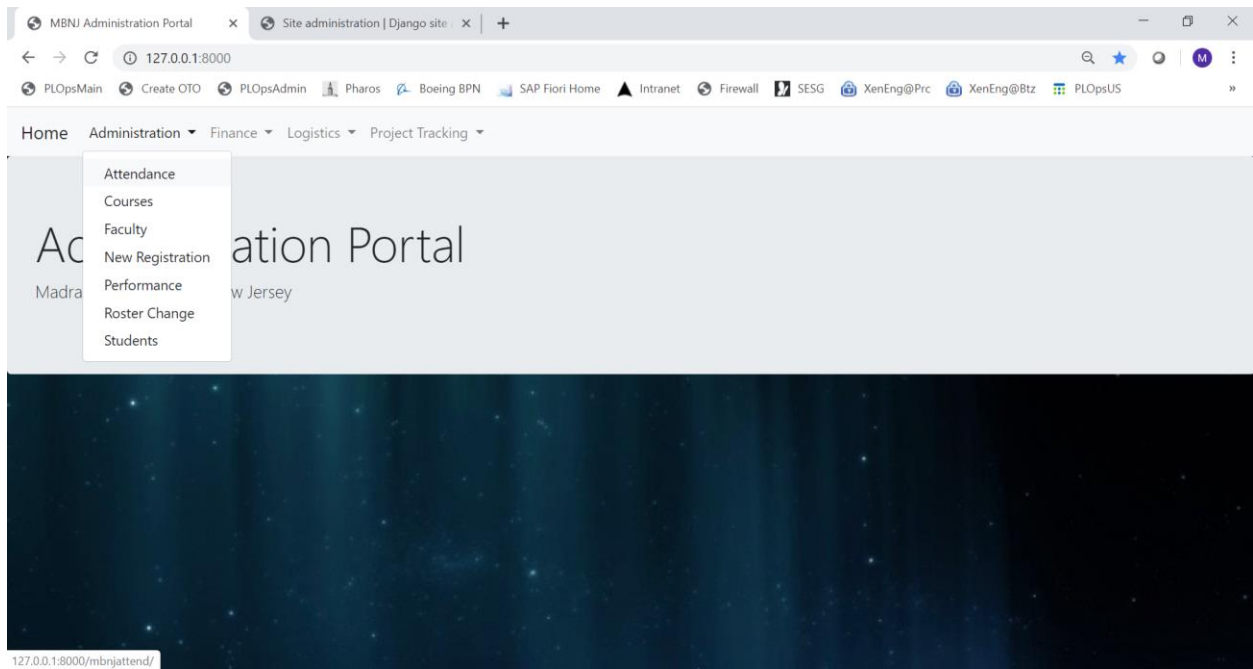 MBNJ Administration Portal
Site administration | Django site
127.0.0.1:8000
M
PLOpsMain Create OTO PLOpsAdmin Pharos Boeing BPN SAP Fiori Home Intranet Firewall SESG XenEng@Prc XenEng@Btz PLOpsUS »
Home Administration Finance Logistics Project Tracking
Attendance
Courses
Faculty
New Registration
Performance
Roster Change
Students
Ad ation Portal
Madra w Jersey
127.0.0.1:8000/mbnjattend/